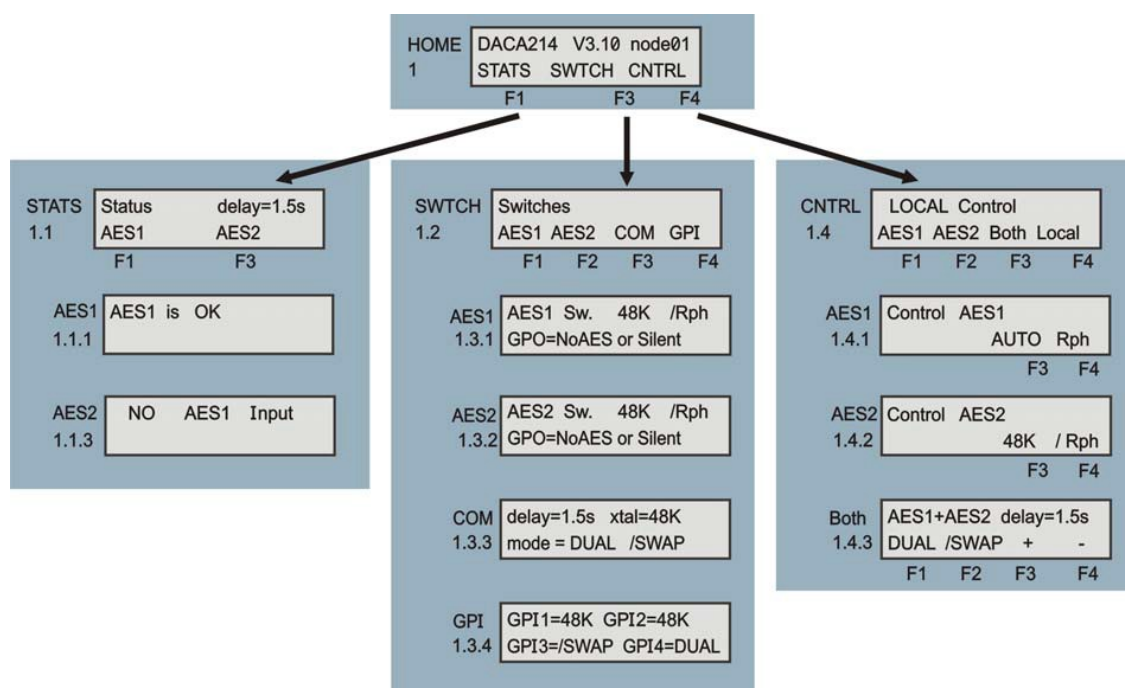 HOME
1
DACA214 V3.10 node01
STATS SWTCH CNTRL
F1 F3 F4
STATS
1.1
Status delay=1.5s
AES1 AES2
F1 F3
AES1
1.1.1
AES1 is OK
AES2
1.1.3
NO AES1 Input
SWTCH
1.2
Switches
AES1 AES2 COM GPI
F1 F2 F3 F4
AES1
1.3.1
AES1 Sw. 48K /Rph
GPO=NoAES or Silent
AES2
1.3.2
AES2 Sw. 48K /Rph
GPO=NoAES or Silent
COM
1.3.3
delay=1.5s xtal=48K
mode = DUAL /SWAP
GPI
1.3.4
GPI1=48K GPI2=48K
GPI3=/SWAP GPI4=DUAL
CNTRL
1.4
LOCAL Control
AES1 AES2 Both Local
F1 F2 F3 F4
AES1
1.4.1
Control AES1
AUTO Rph
F3 F4
AES2
1.4.2
Control AES2
48K / Rph
F3 F4
Both
1.4.3
AES1+AES2 delay=1.5s
DUAL /SWAP + -
F1 F2 F3 F4